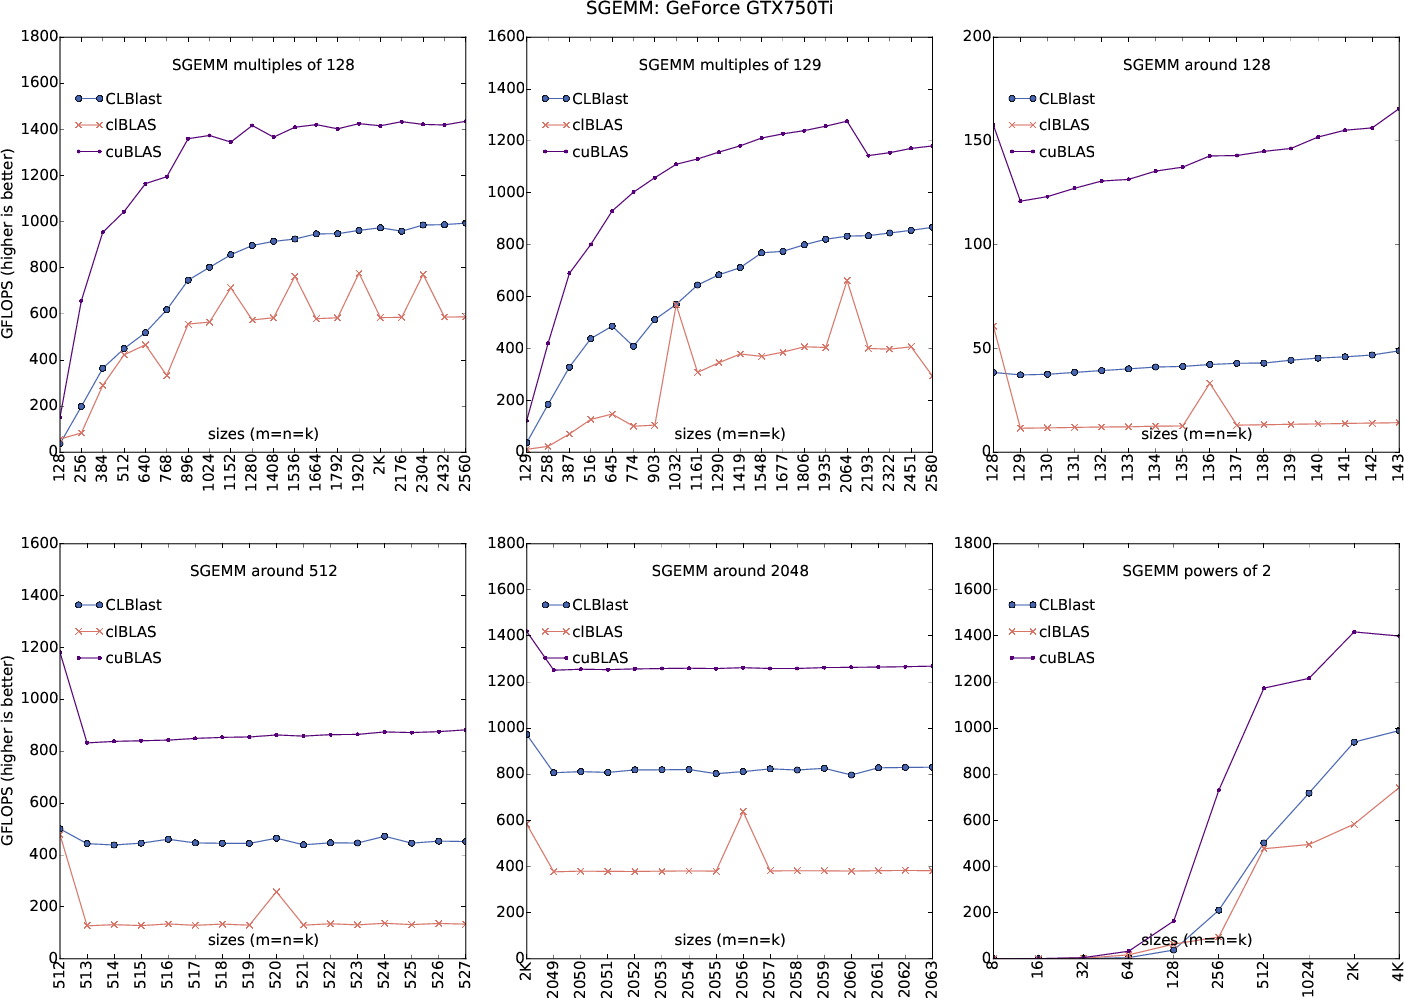 SGEMM: GeForce GTX750Ti
SGEMM multiples of 128
CLBlast
clBLAS
cuBLAS
GFLOPS (higher is better)
1800
1600
1400
1200
1000
800
600
400
200
0
sizes (m=n=k)
128 256 384 512 640 768 896 1024 1152 1280 1408 1536 1664 1792 1920 2K 2176 2304 2432 2560
SGEMM multiples of 129
CLBlast
clBLAS
cuBLAS
1600
1400
1200
1000
800
600
400
200
0
sizes (m=n=k)
129 258 387 516 645 774 903 1032 1161 1290 1419 1548 1677 1806 1935 2064 2193 2322 2451 2580
SGEMM around 128
CLBlast
clBLAS
cuBLAS
200
150
100
50
0
sizes (m=n=k)
128 129 130 131 132 133 134 135 136 137 138 139 140 141 142 143
SGEMM around 512
CLBlast
clBLAS
cuBLAS
GFLOPS (higher is better)
1600
1400
1200
1000
800
600
400
200
0
sizes (m=n=k)
512 513 514 515 516 517 518 519 520 521 522 523 524 525 526 527
SGEMM around 2048
CLBlast
clBLAS
cuBLAS
1800
1600
1400
1200
1000
800
600
400
200
0
sizes (m=n=k)
2K 2049 2050 2051 2052 2053 2054 2055 2056 2057 2058 2059 2060 2061 2062 2063
SGEMM powers of 2
CLBlast
clBLAS
cuBLAS
1800
1600
1400
1200
1000
800
600
400
200
0
sizes (m=n=k)
8 16 32 64 128 256 512 1024 2K 4K